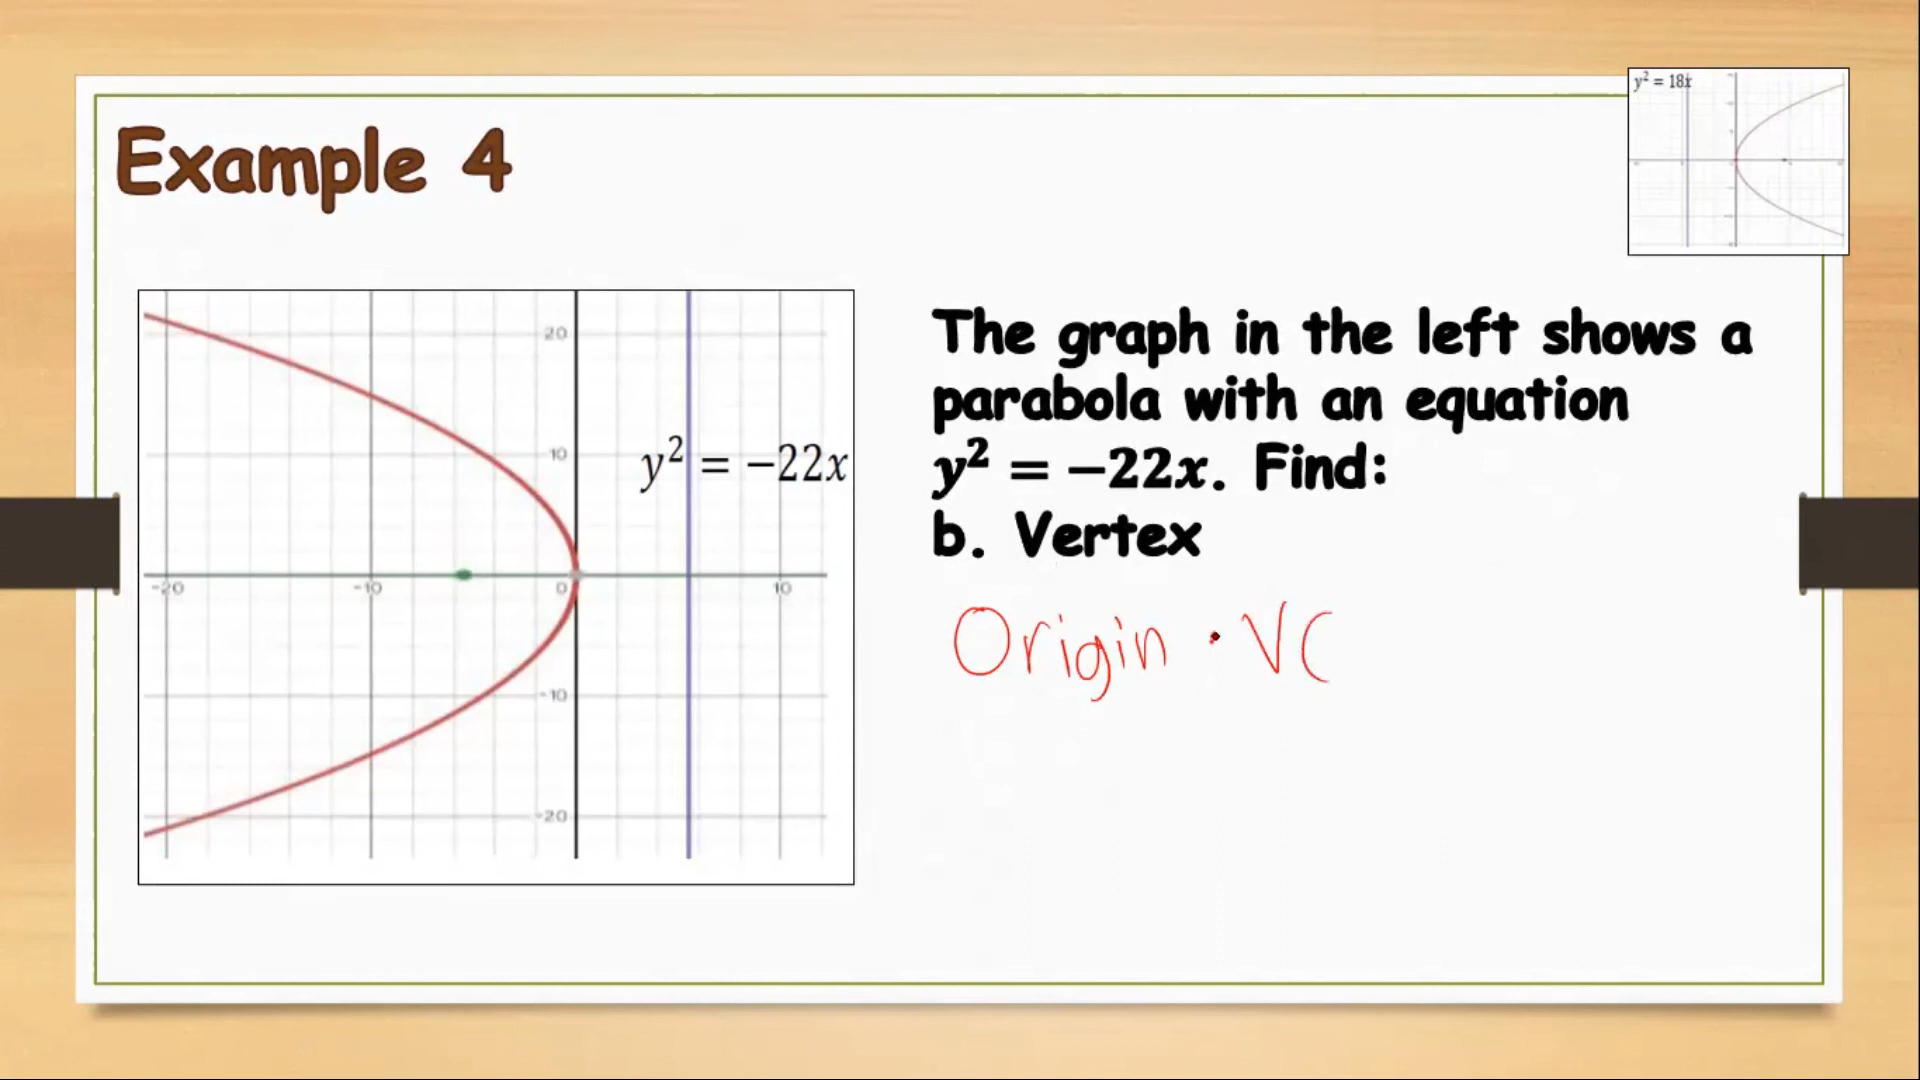 Example 4
y² = 18x
20
10
y² = −22x
-20
-10
0
10
-10
-20
The graph in the left shows a
parabola with an equation
y² = −22x. Find:
b. Vertex
Origin · V(